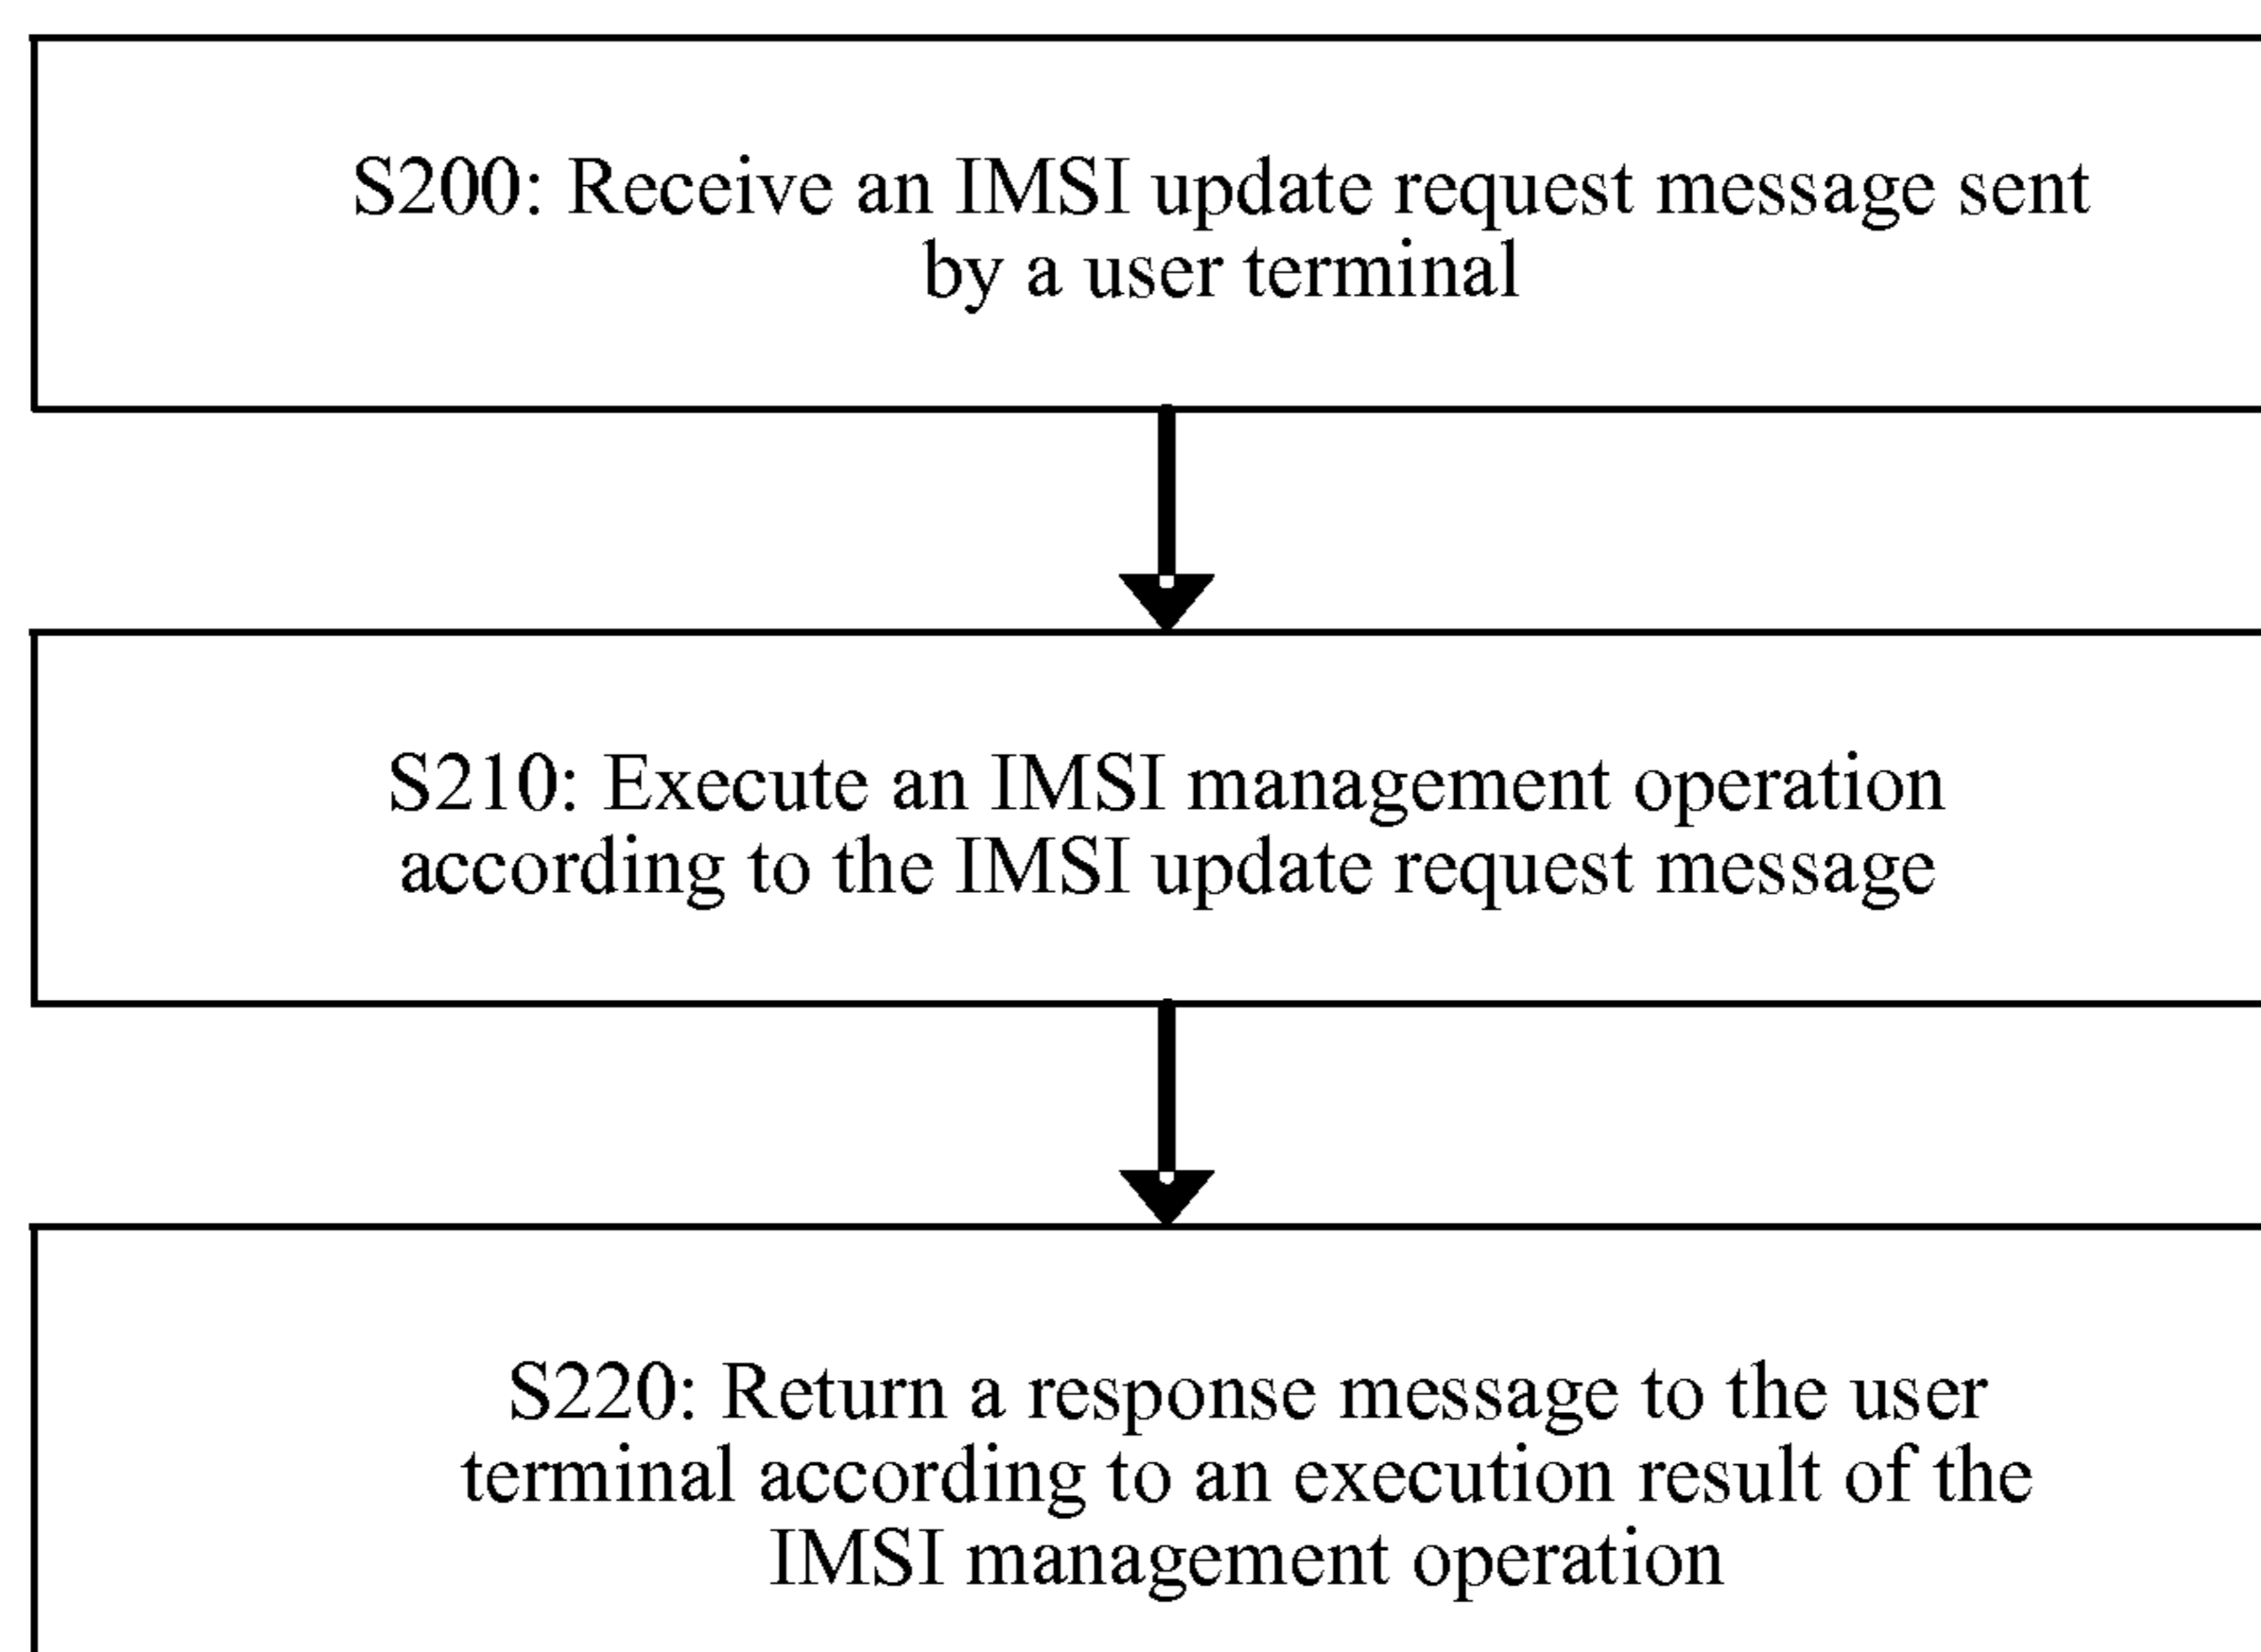 S200: Receive an IMSI update request message sent
by a user terminal
S210: Execute an IMSI management operation
according to the IMSI update request message
S220: Return a response message to the user
terminal according to an execution result of the
IMSI management operation